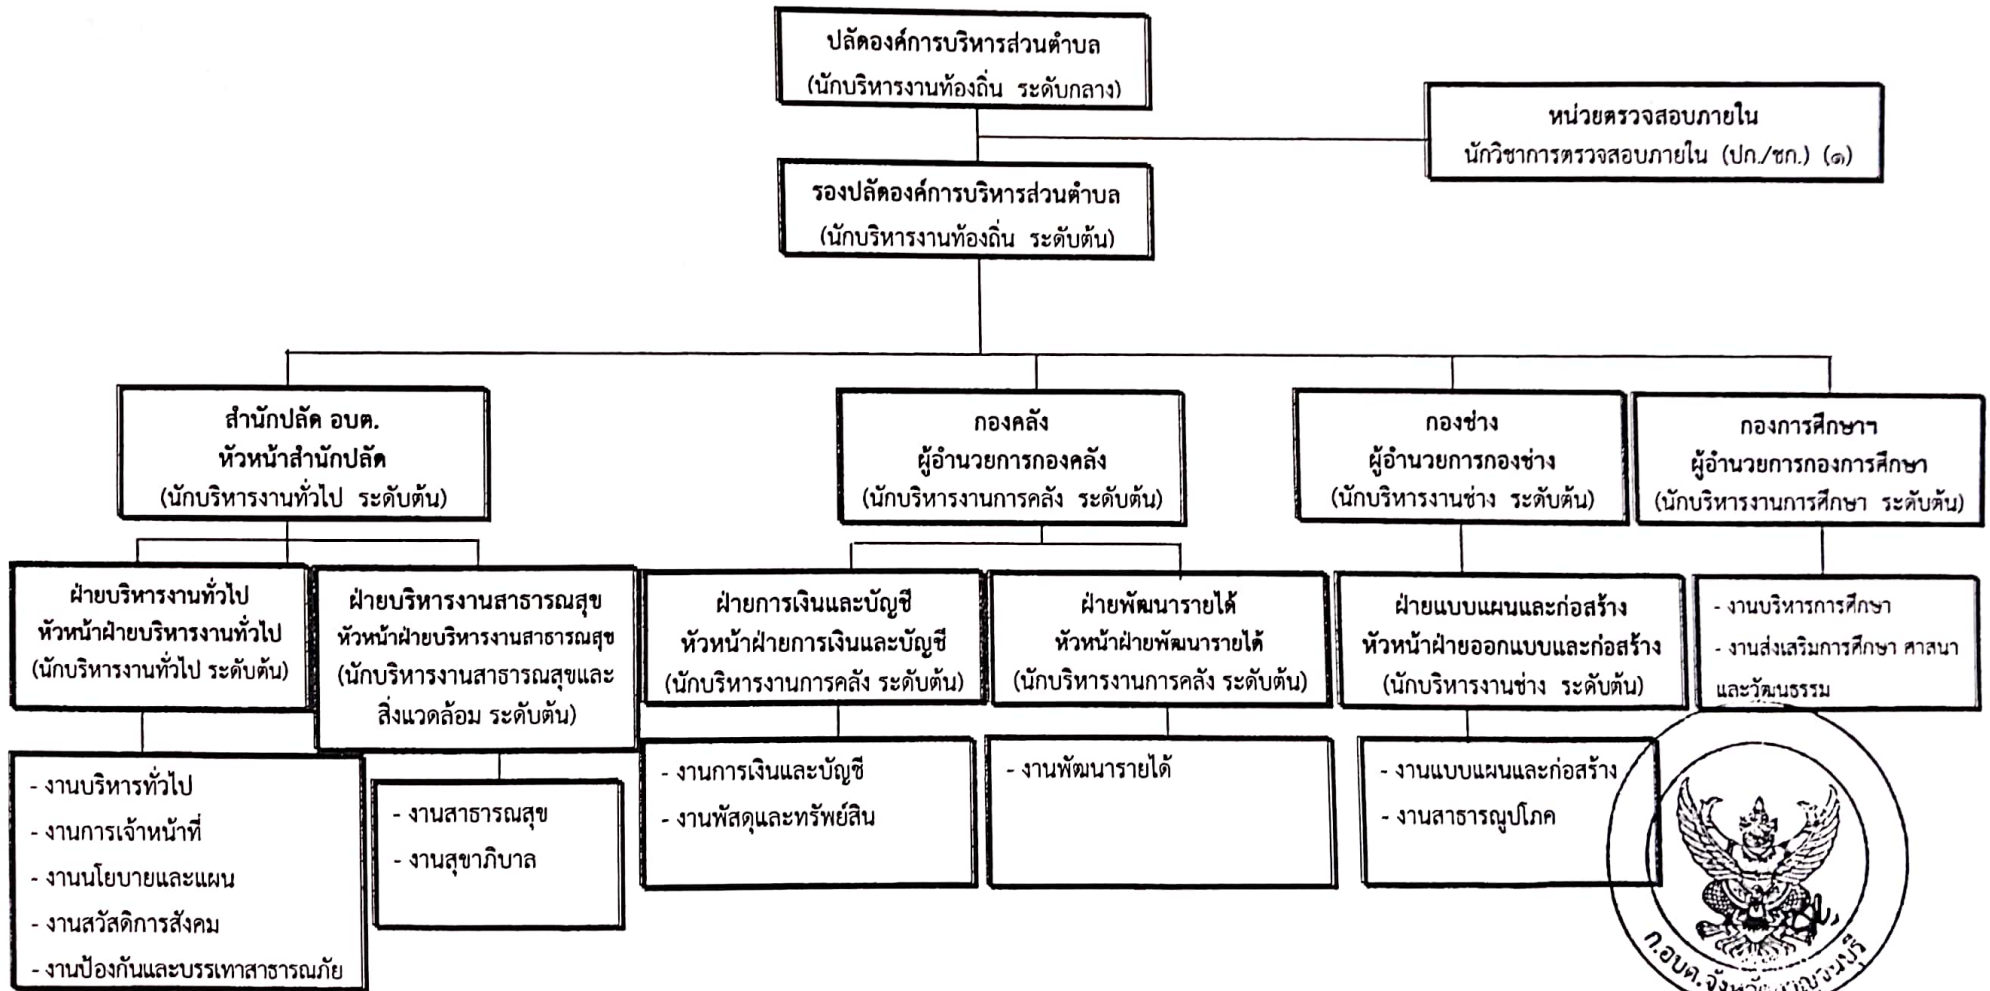 ปลัดองค์การบริหารส่วนตำบล
(นักบริหารงานท้องถิ่น ระดับกลาง)
หน่วยตรวจสอบภายใน
นักวิชาการตรวจสอบภายใน (ปก./ชก.) (๑)
รองปลัดองค์การบริหารส่วนตำบล
(นักบริหารงานท้องถิ่น ระดับต้น)
สำนักปลัด อบต.
หัวหน้าสำนักปลัด
(นักบริหารงานทั่วไป ระดับต้น)
กองคลัง
ผู้อำนวยการกองคลัง
(นักบริหารงานการคลัง ระดับต้น)
กองช่าง
ผู้อำนวยการกองช่าง
(นักบริหารงานช่าง ระดับต้น)
กองการศึกษาฯ
ผู้อำนวยการกองการศึกษา
(นักบริหารงานการศึกษา ระดับต้น)
ฝ่ายบริหารงานทั่วไป
หัวหน้าฝ่ายบริหารงานทั่วไป
(นักบริหารงานทั่วไป ระดับต้น)
ฝ่ายบริหารงานสาธารณสุข
หัวหน้าฝ่ายบริหารงานสาธารณสุข
(นักบริหารงานสาธารณสุขและ
สิ่งแวดล้อม ระดับต้น)
ฝ่ายการเงินและบัญชี
หัวหน้าฝ่ายการเงินและบัญชี
(นักบริหารงานการคลัง ระดับต้น)
ฝ่ายพัฒนารายได้
หัวหน้าฝ่ายพัฒนารายได้
(นักบริหารงานการคลัง ระดับต้น)
ฝ่ายแบบแผนและก่อสร้าง
หัวหน้าฝ่ายออกแบบและก่อสร้าง
(นักบริหารงานช่าง ระดับต้น)
- งานบริหารการศึกษา
- งานส่งเสริมการศึกษา ศาสนา
และวัฒนธรรม
- งานบริหารทั่วไป
- งานการเจ้าหน้าที่
- งานนโยบายและแผน
- งานสวัสดิการสังคม
- งานป้องกันและบรรเทาสาธารณภัย
- งานสาธารณสุข
- งานสุขาภิบาล
- งานการเงินและบัญชี
- งานพัสดุและทรัพย์สิน
- งานพัฒนารายได้
- งานแบบแผนและก่อสร้าง
- งานสาธารณูปโภค
ก.อบต.